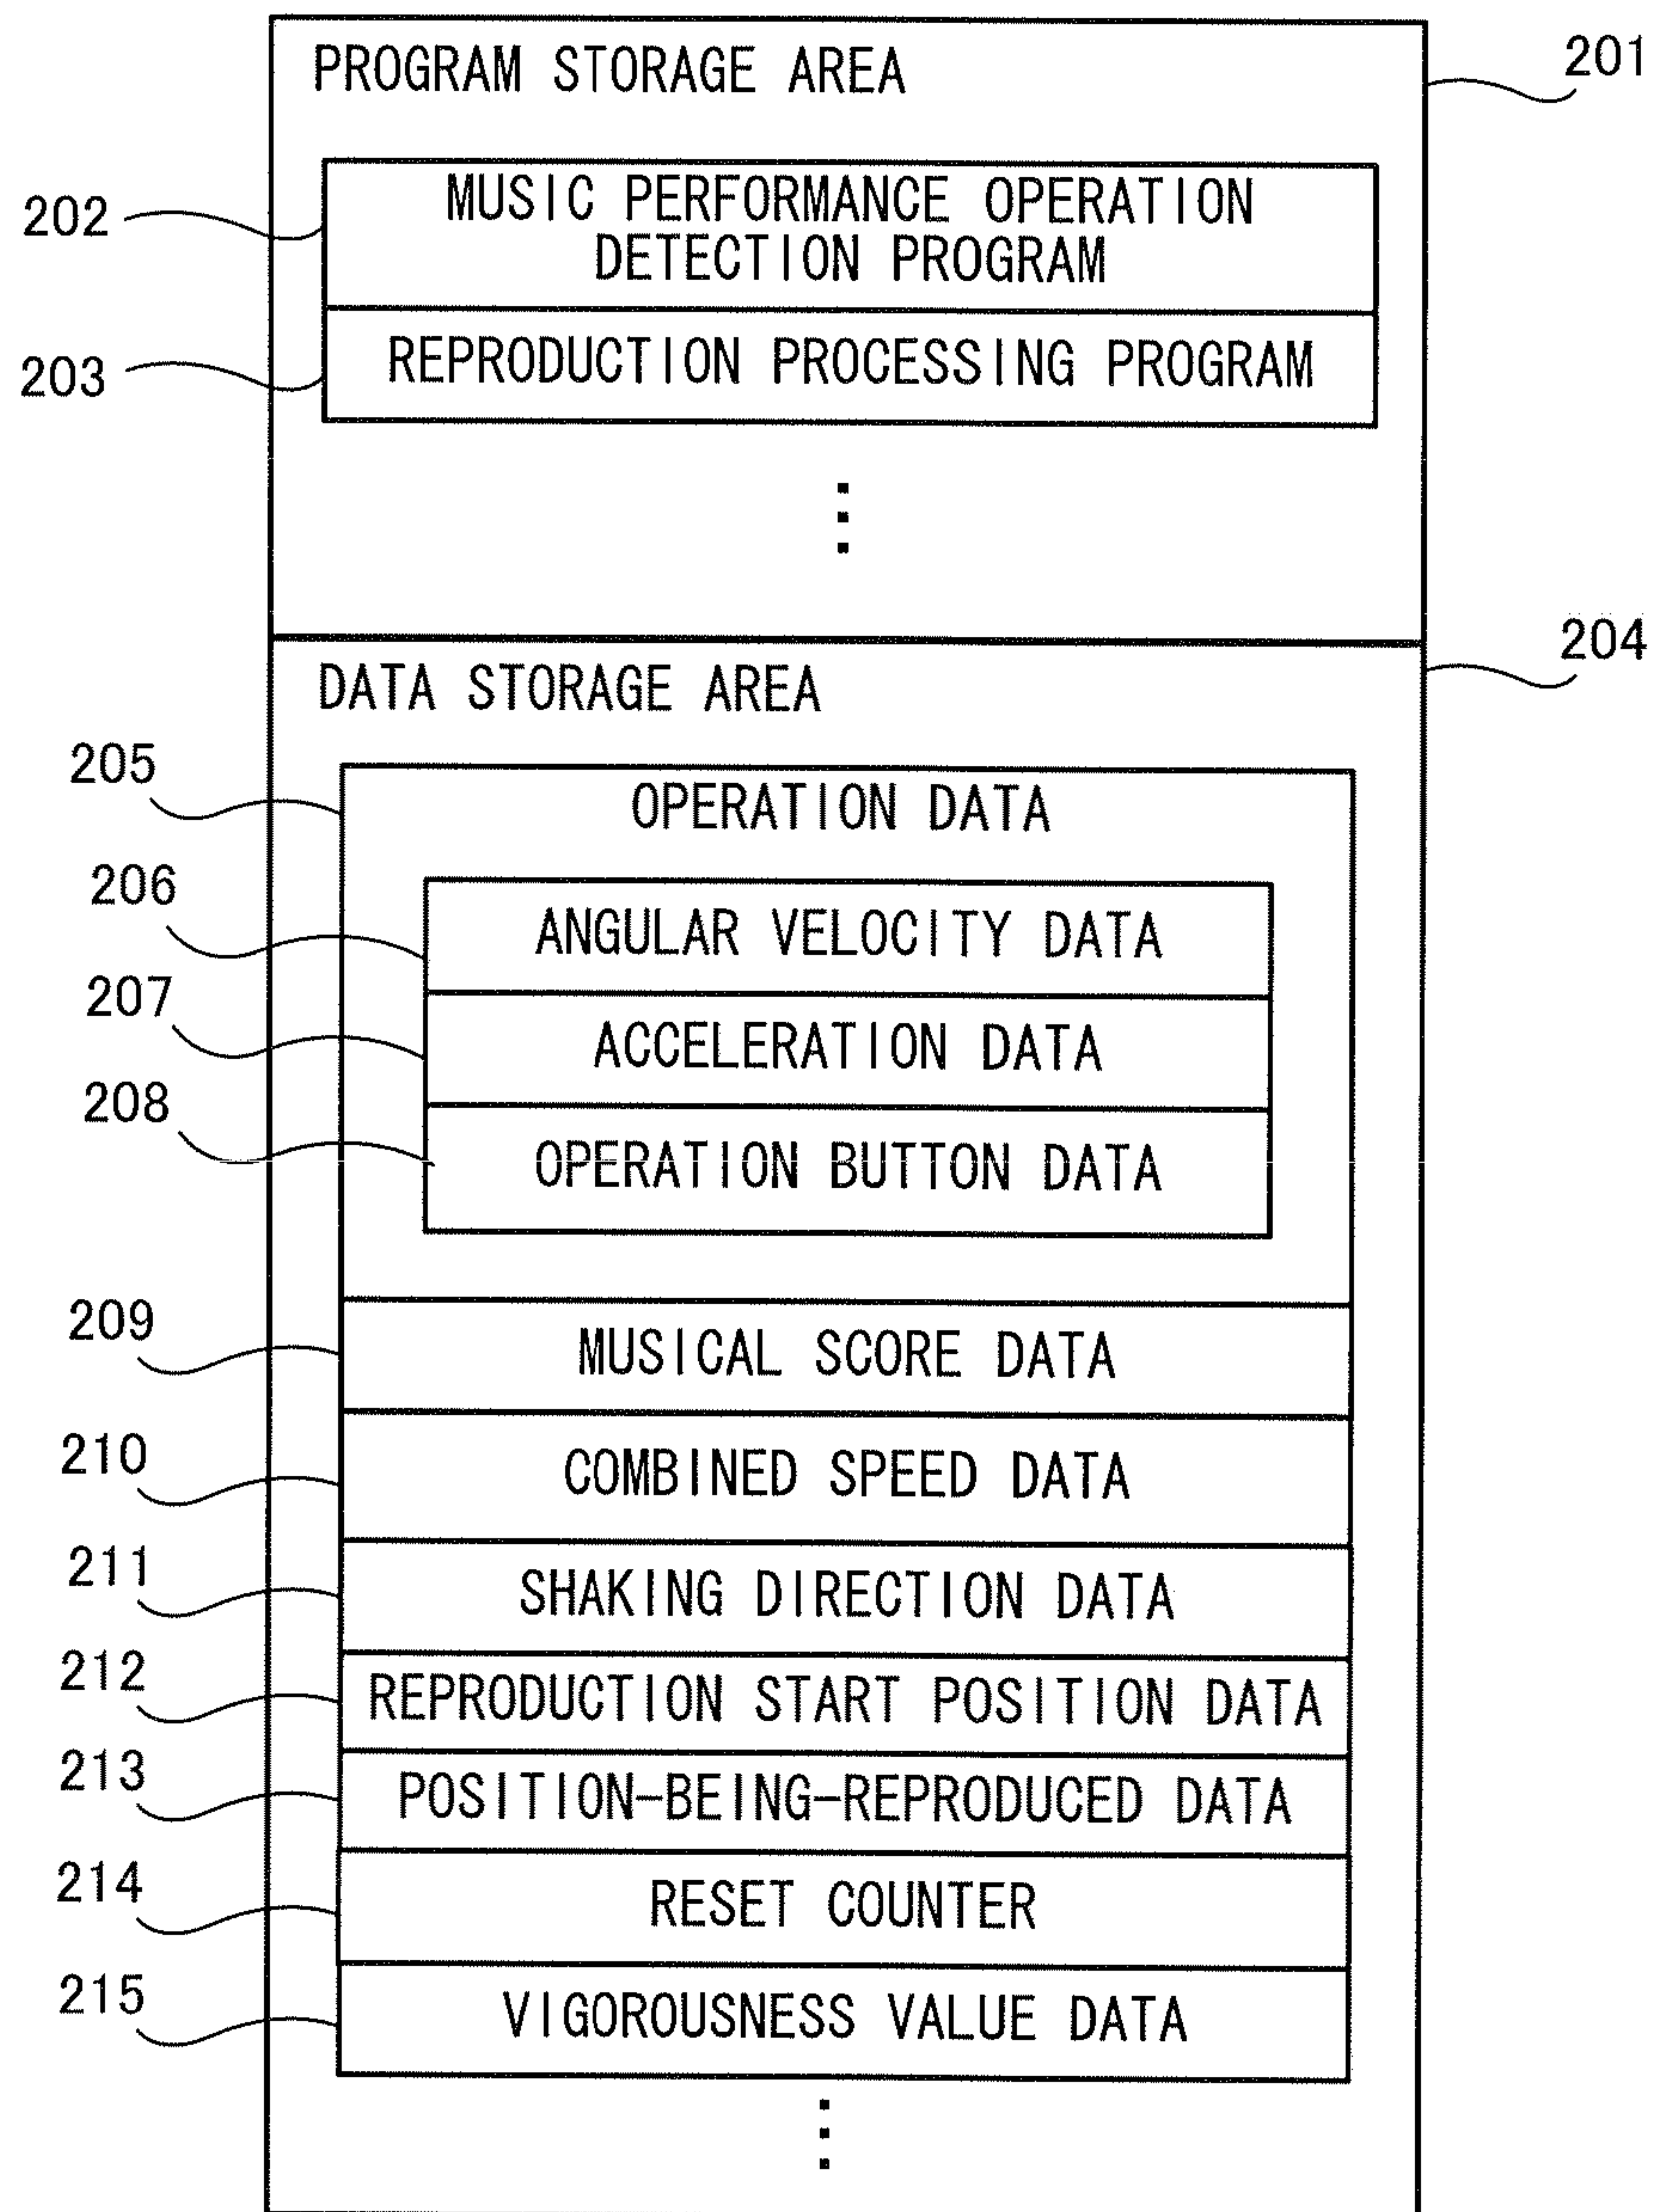 PROGRAM STORAGE AREA
201
202
MUSIC PERFORMANCE OPERATION
DETECTION PROGRAM
203
REPRODUCTION PROCESSING PROGRAM
204
DATA STORAGE AREA
205
OPERATION DATA
206
ANGULAR VELOCITY DATA
207
ACCELERATION DATA
208
OPERATION BUTTON DATA
209
MUSICAL SCORE DATA
210
COMBINED SPEED DATA
211
SHAKING DIRECTION DATA
212
REPRODUCTION START POSITION DATA
213
POSITION-BEING-REPRODUCED DATA
214
RESET COUNTER
215
VIGOROUSNESS VALUE DATA